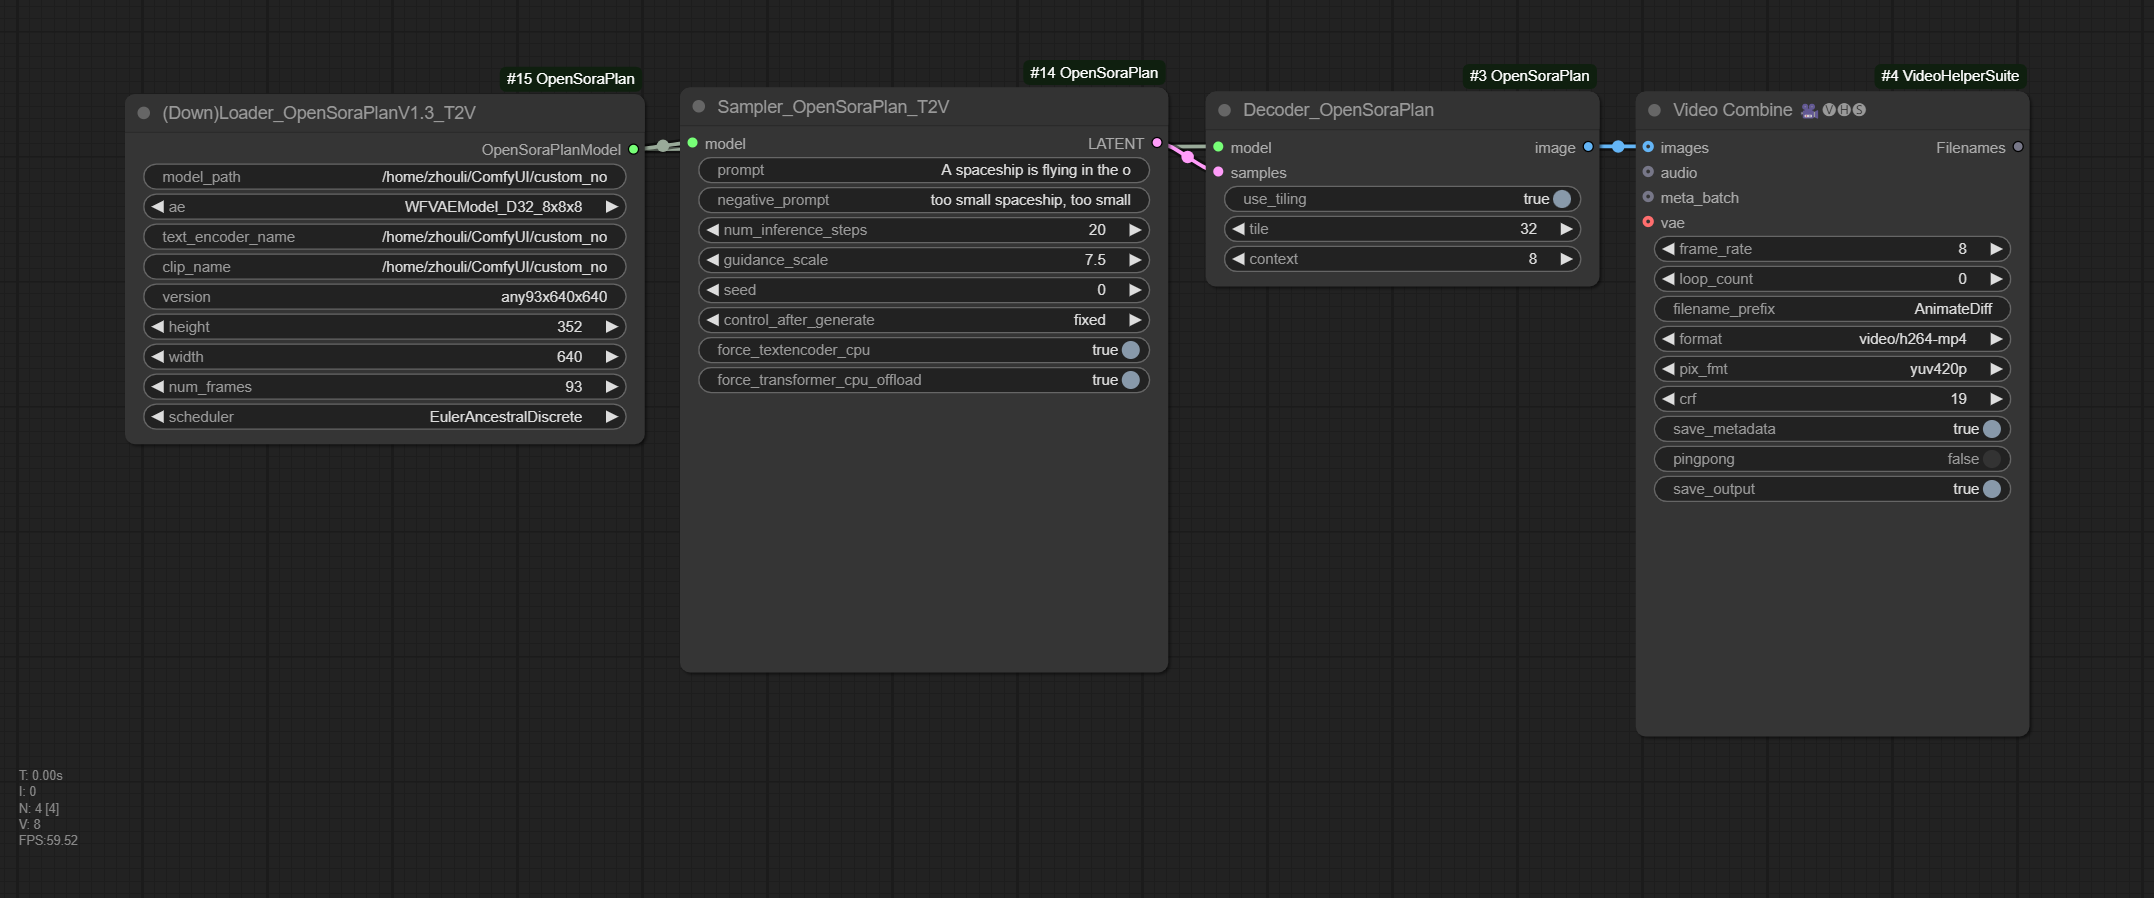 #15 OpenSoraPlan
(Down)Loader_OpenSoraPlanV1.3_T2V
OpenSoraPlanModel
model_path /home/zhouli/ComfyUI/custom_no
ae WFVAEModel_D32_8x8x8
text_encoder_name /home/zhouli/ComfyUI/custom_no
clip_name /home/zhouli/ComfyUI/custom_no
version any93x640x640
height 352
width 640
num_frames 93
scheduler EulerAncestralDiscrete
#14 OpenSoraPlan
Sampler_OpenSoraPlan_T2V
model LATENT
prompt A spaceship is flying in the o
negative_prompt too small spaceship, too small
num_inference_steps 20
guidance_scale 7.5
seed 0
control_after_generate fixed
force_textencoder_cpu true
force_transformer_cpu_offload true
#3 OpenSoraPlan
Decoder_OpenSoraPlan
model image
samples
use_tiling true
tile 32
context 8
#4 VideoHelperSuite
Video Combine 🎥🅥🅗🅢
images Filenames
audio
meta_batch
vae
frame_rate 8
loop_count 0
filename_prefix AnimateDiff
format video/h264-mp4
pix_fmt yuv420p
crf 19
save_metadata true
pingpong false
save_output true
T: 0.00s
I: 0
N: 4 [4]
V: 8
FPS:59.52